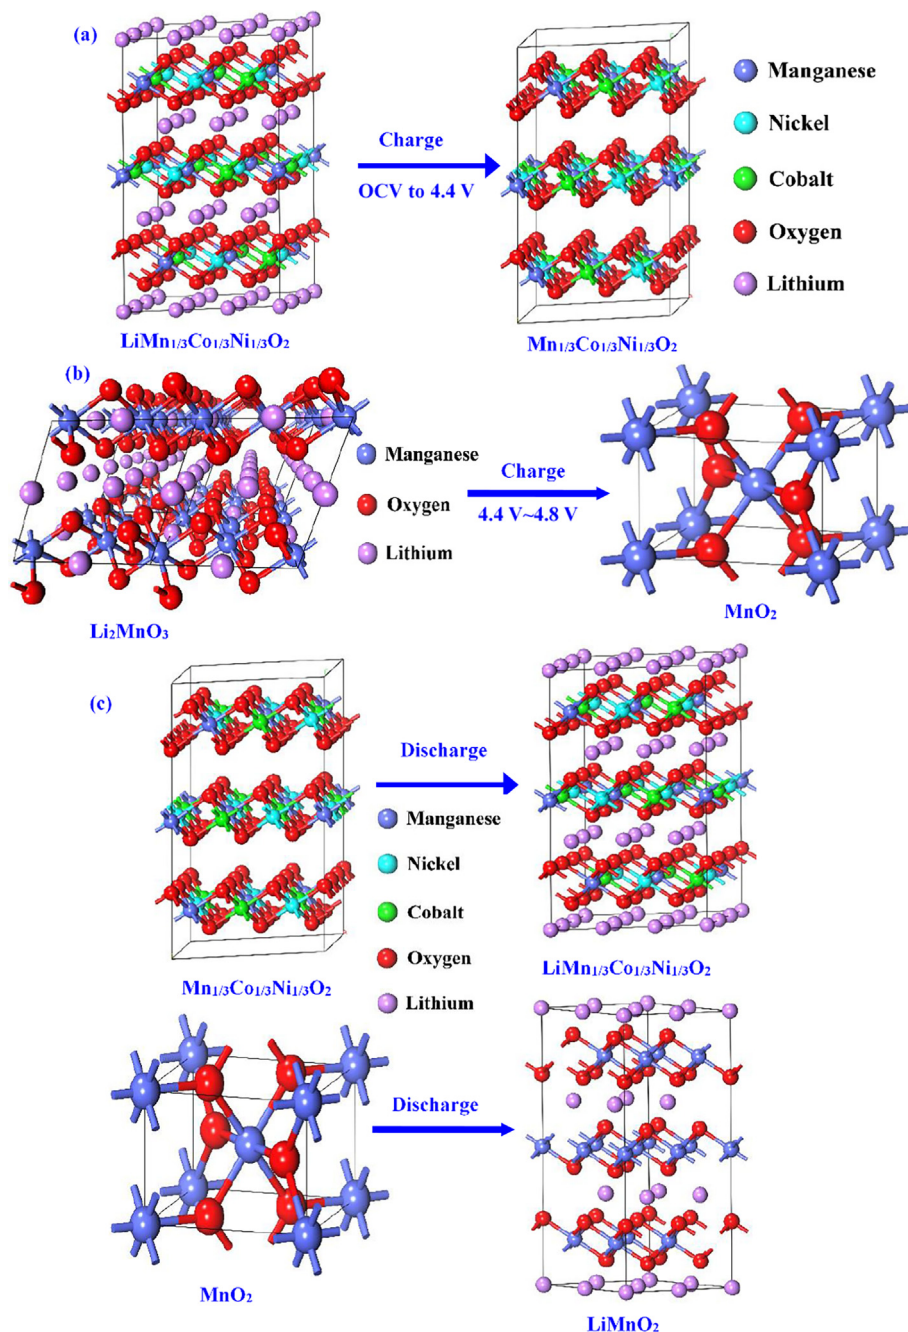 (a)
Charge
OCV to 4.4 V
Manganese
Nickel
Cobalt
Oxygen
Lithium
LiMn1/3Co1/3Ni1/3O2
Mn1/3Co1/3Ni1/3O2
(b)
Manganese
Oxygen
Lithium
Charge
4.4 V~4.8 V
Li2MnO3
MnO2
(c)
Discharge
Manganese
Nickel
Cobalt
Oxygen
Lithium
Mn1/3Co1/3Ni1/3O2
LiMn1/3Co1/3Ni1/3O2
Discharge
MnO2
LiMnO2